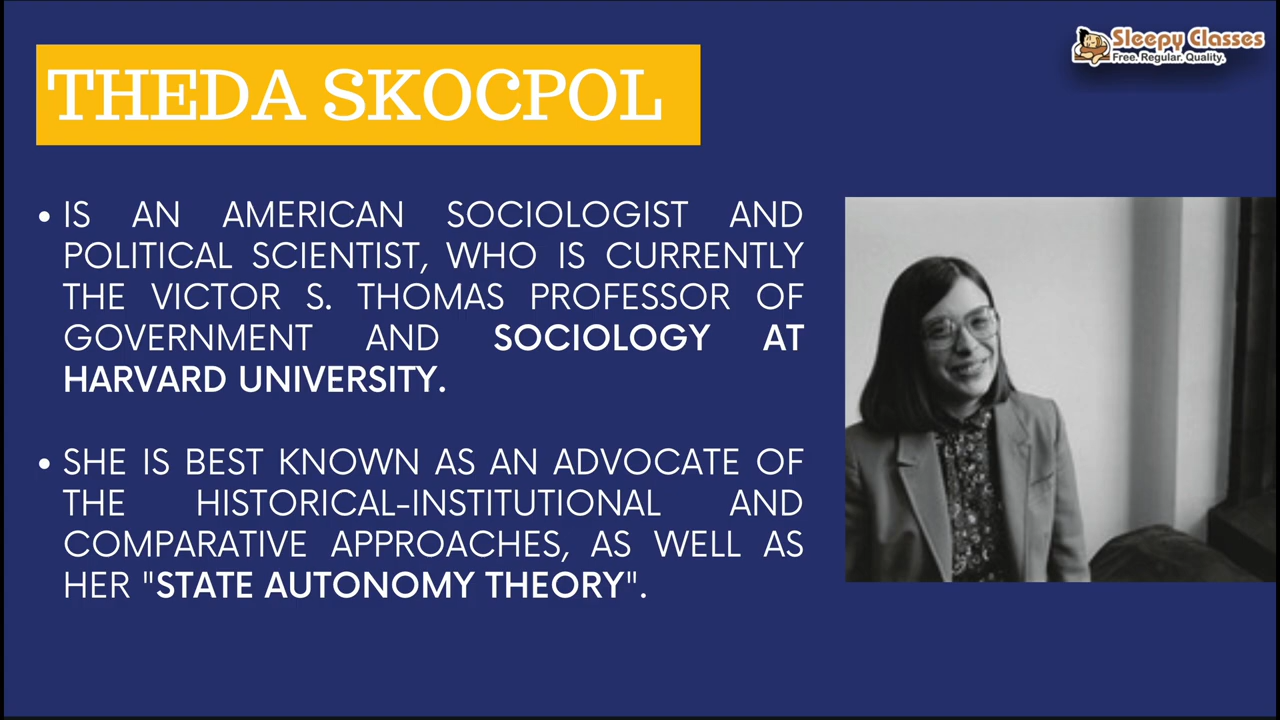 Sleepy Classes
Free. Regular. Quality.
THEDA SKOCPOL
• IS AN AMERICAN SOCIOLOGIST AND
POLITICAL SCIENTIST, WHO IS CURRENTLY
THE VICTOR S. THOMAS PROFESSOR OF
GOVERNMENT AND SOCIOLOGY AT
HARVARD UNIVERSITY.
• SHE IS BEST KNOWN AS AN ADVOCATE OF
THE HISTORICAL-INSTITUTIONAL AND
COMPARATIVE APPROACHES, AS WELL AS
HER "STATE AUTONOMY THEORY".